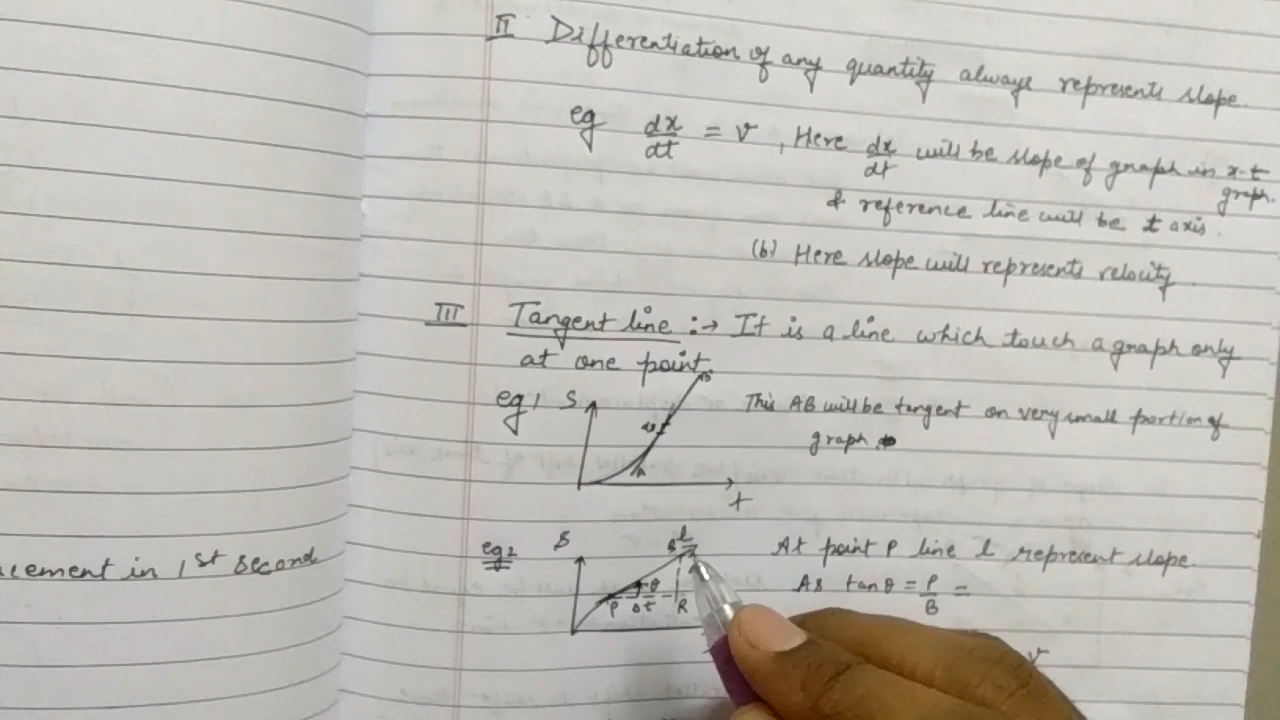 II Differentiation of any quantity always represents slope.
eg dx/dt = v, Here dx/dt will be slope of graph in x-t graph.
& reference line will be t axis.
(b) Here slope will represents velocity.
III Tangent line :→ It is a line which touch a graph only
at one point.
eg1 S
This AB will be tangent on very small portion of
graph.
t
cement in 1st second
eg2 S
l
At point P line l represent slope.
θ
As tanθ = P/B =
P Δt R
v